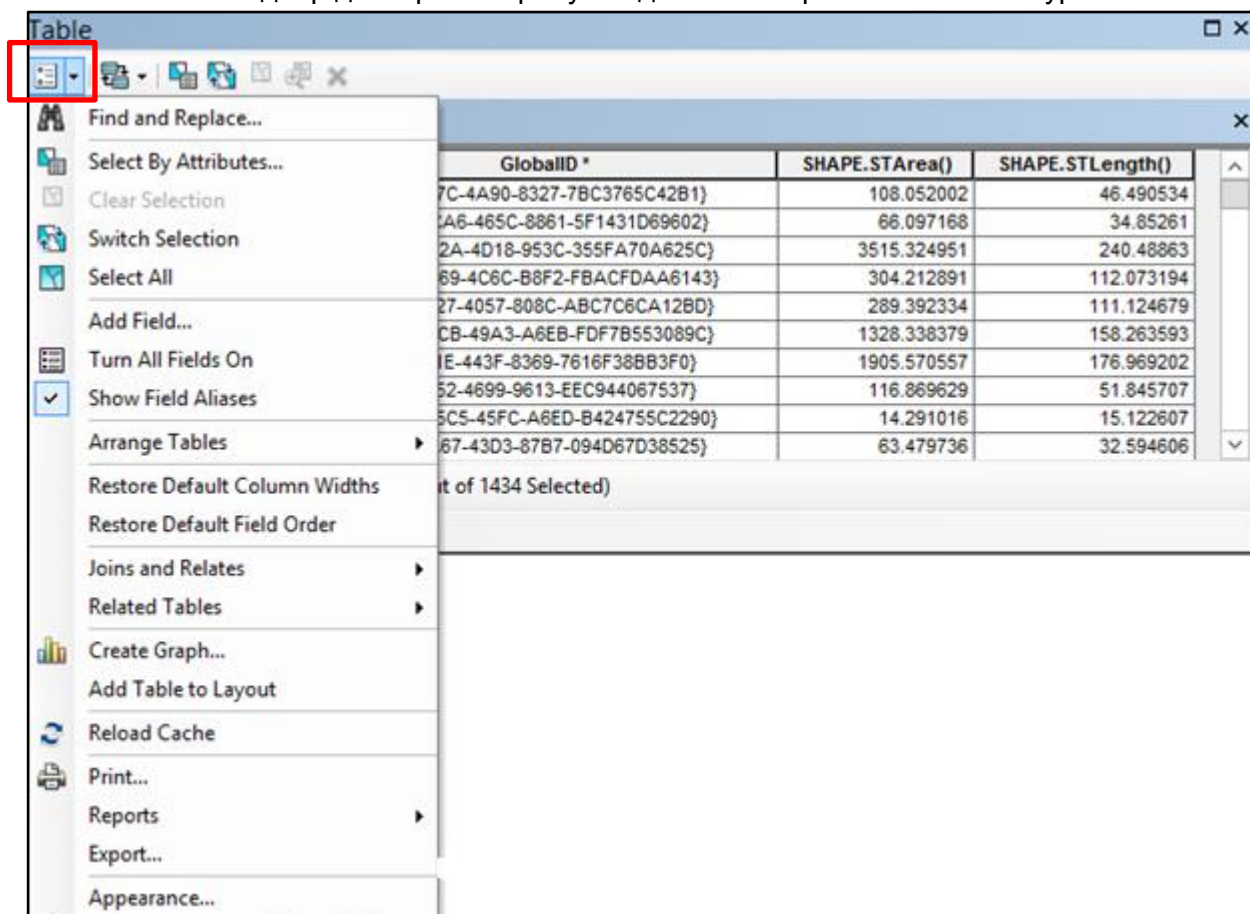 Table
Find and Replace...
Select By Attributes...
Clear Selection
Switch Selection
Select All
Add Field...
Turn All Fields On
Show Field Aliases
Arrange Tables
Restore Default Column Widths
Restore Default Field Order
Joins and Relates
Related Tables
Create Graph...
Add Table to Layout
Reload Cache
Print...
Reports
Export...
Appearance...
GlobalID * SHAPE.STArea() SHAPE.STLength()
7C-4A90-8327-7BC3765C42B1} 108.052002 46.490534
A6-465C-8861-5F1431D69602} 66.097168 34.85261
2A-4D18-953C-355FA70A625C} 3515.324951 240.48863
69-4C6C-B8F2-FBACFDAA6143} 304.212891 112.073194
27-4057-808C-ABC7C6CA12BD} 289.392334 111.124679
CB-49A3-A6EB-FDF7B553089C} 1328.338379 158.263593
1E-443F-8369-7616F38BB3F0} 1905.570557 176.969202
52-4699-9613-EEC944067537} 116.869629 51.845707
5C5-45FC-A6ED-B424755C2290} 14.291016 15.122607
67-43D3-87B7-094D67D38525} 63.479736 32.594606
of 1434 Selected)